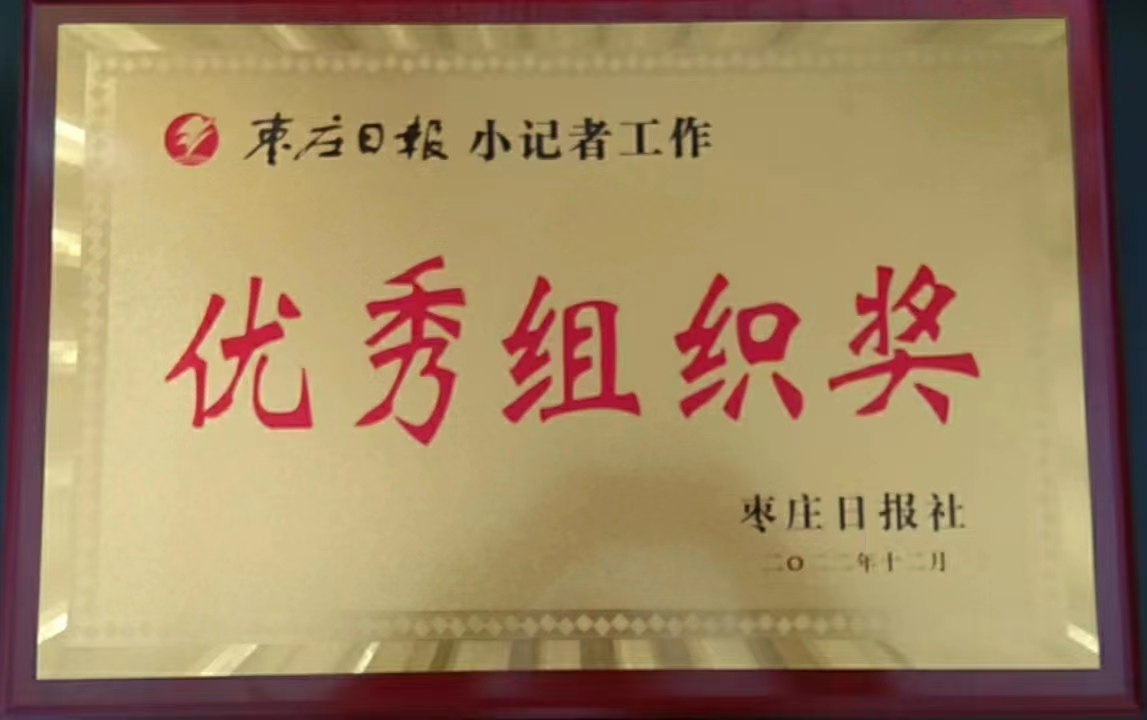 枣庄日报 小记者工作
优秀组织奖
枣庄日报社
二〇二二年十二月